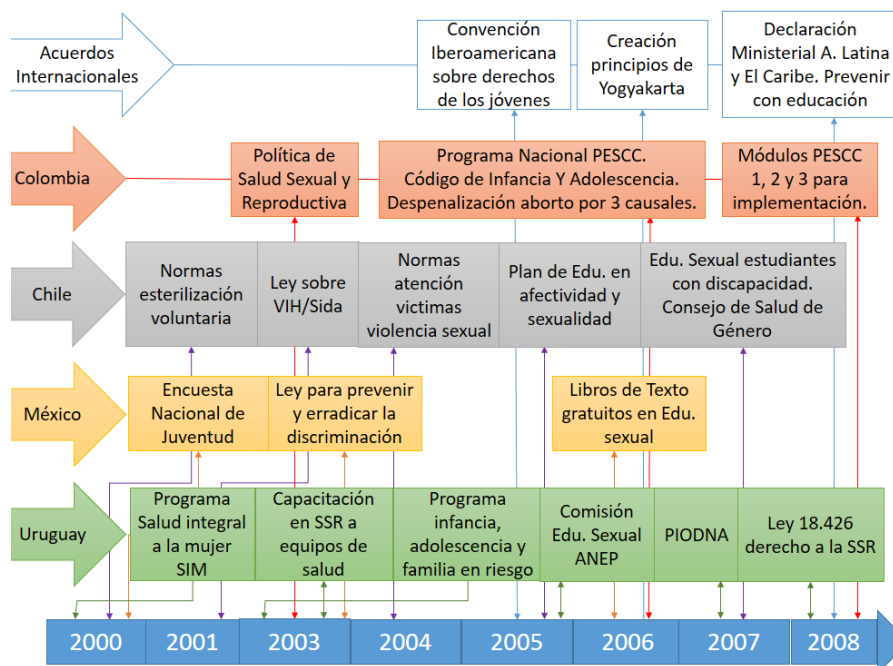 Acuerdos
Internacionales
Convención
Iberoamericana
sobre derechos
de los jóvenes
Creación
principios de
Yogyakarta
Declaración
Ministerial A. Latina
y El Caribe. Prevenir
con educación
Colombia
Política de
Salud Sexual y
Reproductiva
Programa Nacional PESCC.
Código de Infancia Y Adolescencia.
Despenalización aborto por 3 causales.
Módulos PESCC
1, 2 y 3 para
implementación.
Chile
Normas
esterilización
voluntaria
Ley sobre
VIH/Sida
Normas
atención
victimas
violencia sexual
Plan de Edu. en
afectividad y
sexualidad
Edu. Sexual estudiantes
con discapacidad.
Consejo de Salud de
Género
México
Encuesta
Nacional de
Juventud
Ley para prevenir
y erradicar la
discriminación
Libros de Texto
gratuitos en Edu.
sexual
Uruguay
Programa
Salud integral
a la mujer
SIM
Capacitación
en SSR a
equipos de
salud
Programa
infancia,
adolescencia y
familia en riesgo
Comisión
Edu. Sexual
ANEP
PIODNA
Ley 18.426
derecho a la SSR
2000
2001
2003
2004
2005
2006
2007
2008